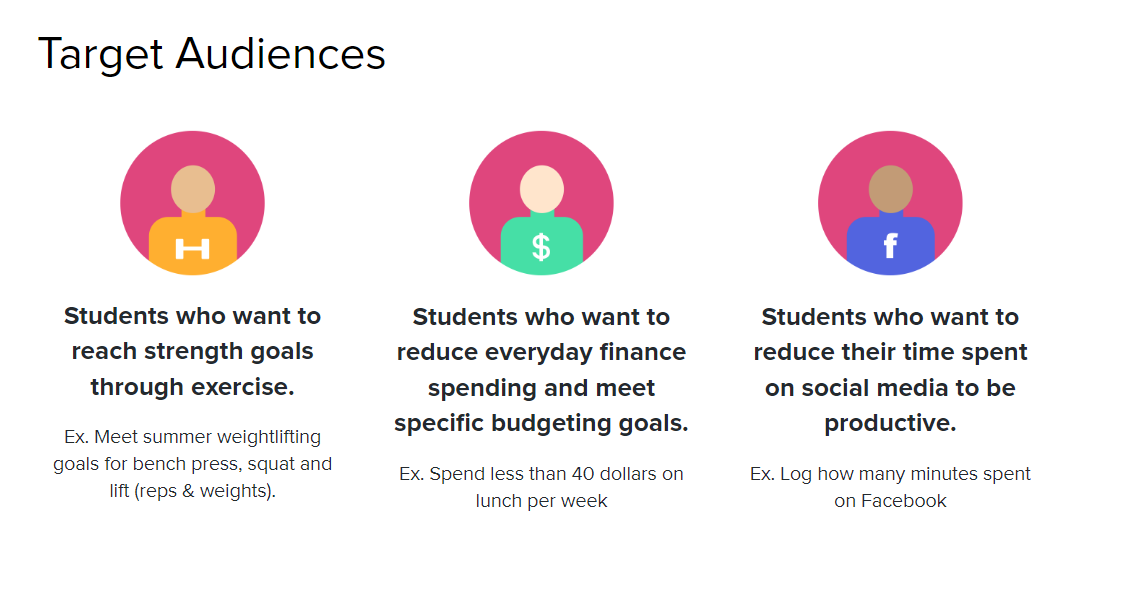 Target Audiences
H
$
f
Students who want to
reach strength goals
through exercise.
Ex. Meet summer weightlifting
goals for bench press, squat and
lift (reps & weights).
Students who want to
reduce everyday finance
spending and meet
specific budgeting goals.
Ex. Spend less than 40 dollars on
lunch per week
Students who want to
reduce their time spent
on social media to be
productive.
Ex. Log how many minutes spent
on Facebook